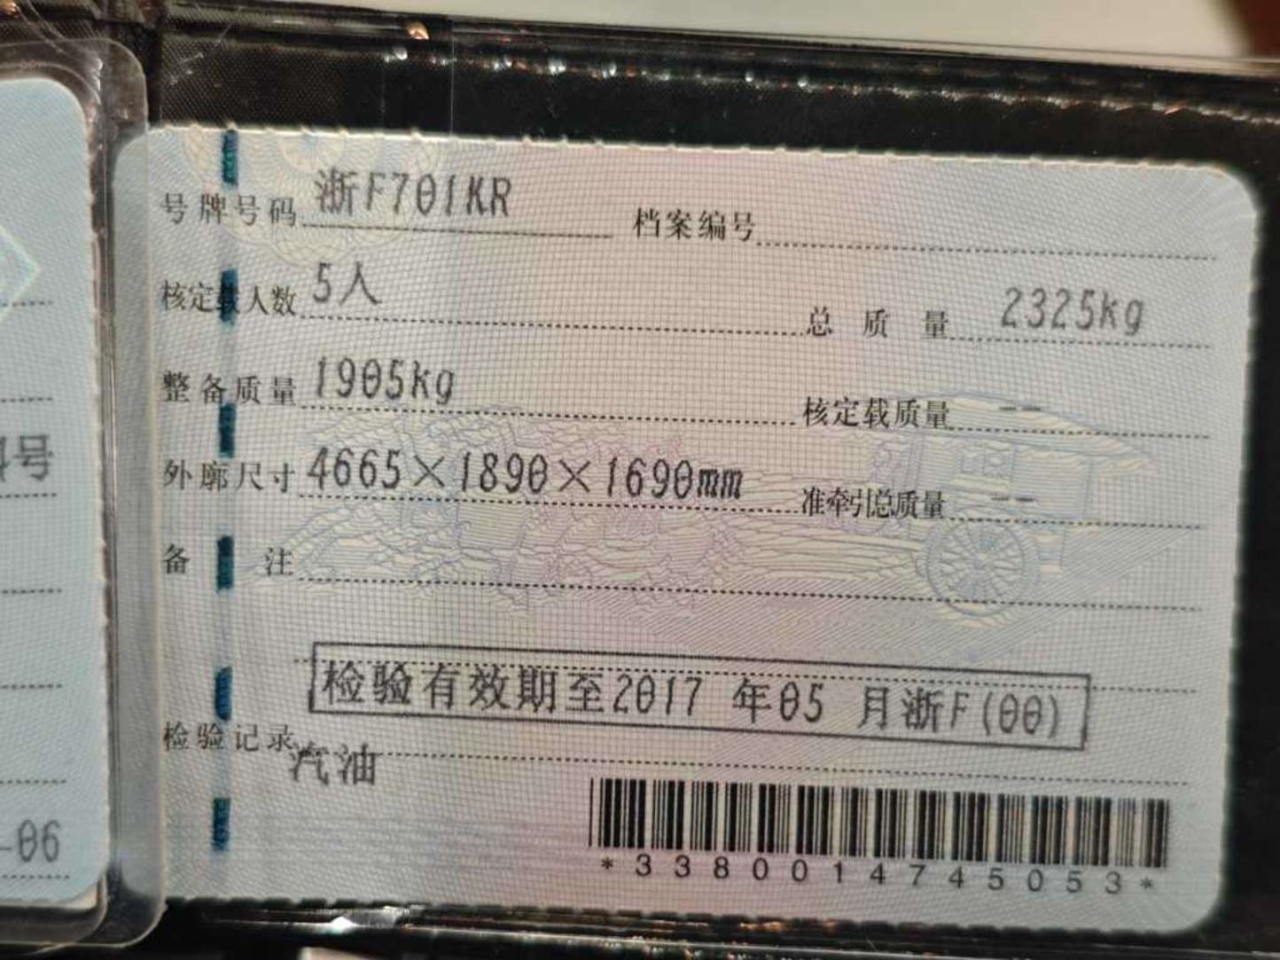 号牌号码 浙F701KR 档案编号
核定载人数 5人 总质量 2325kg
整备质量 1905kg 核定载质量 --
外廓尺寸 4665×1890×1690mm 准牵引总质量 --
备注
检验有效期至2017 年05 月浙F(00)
检验记录
汽油
*3380014745053*
号
-06